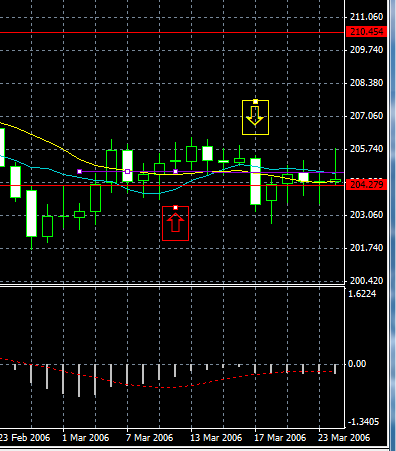 211.060
210.454
209.740
208.380
207.060
205.740
204.279
203.060
201.740
200.420
1.6224
0.00
-1.3405
23 Feb 2006
1 Mar 2006
7 Mar 2006
13 Mar 2006
17 Mar 2006
23 Mar 2006